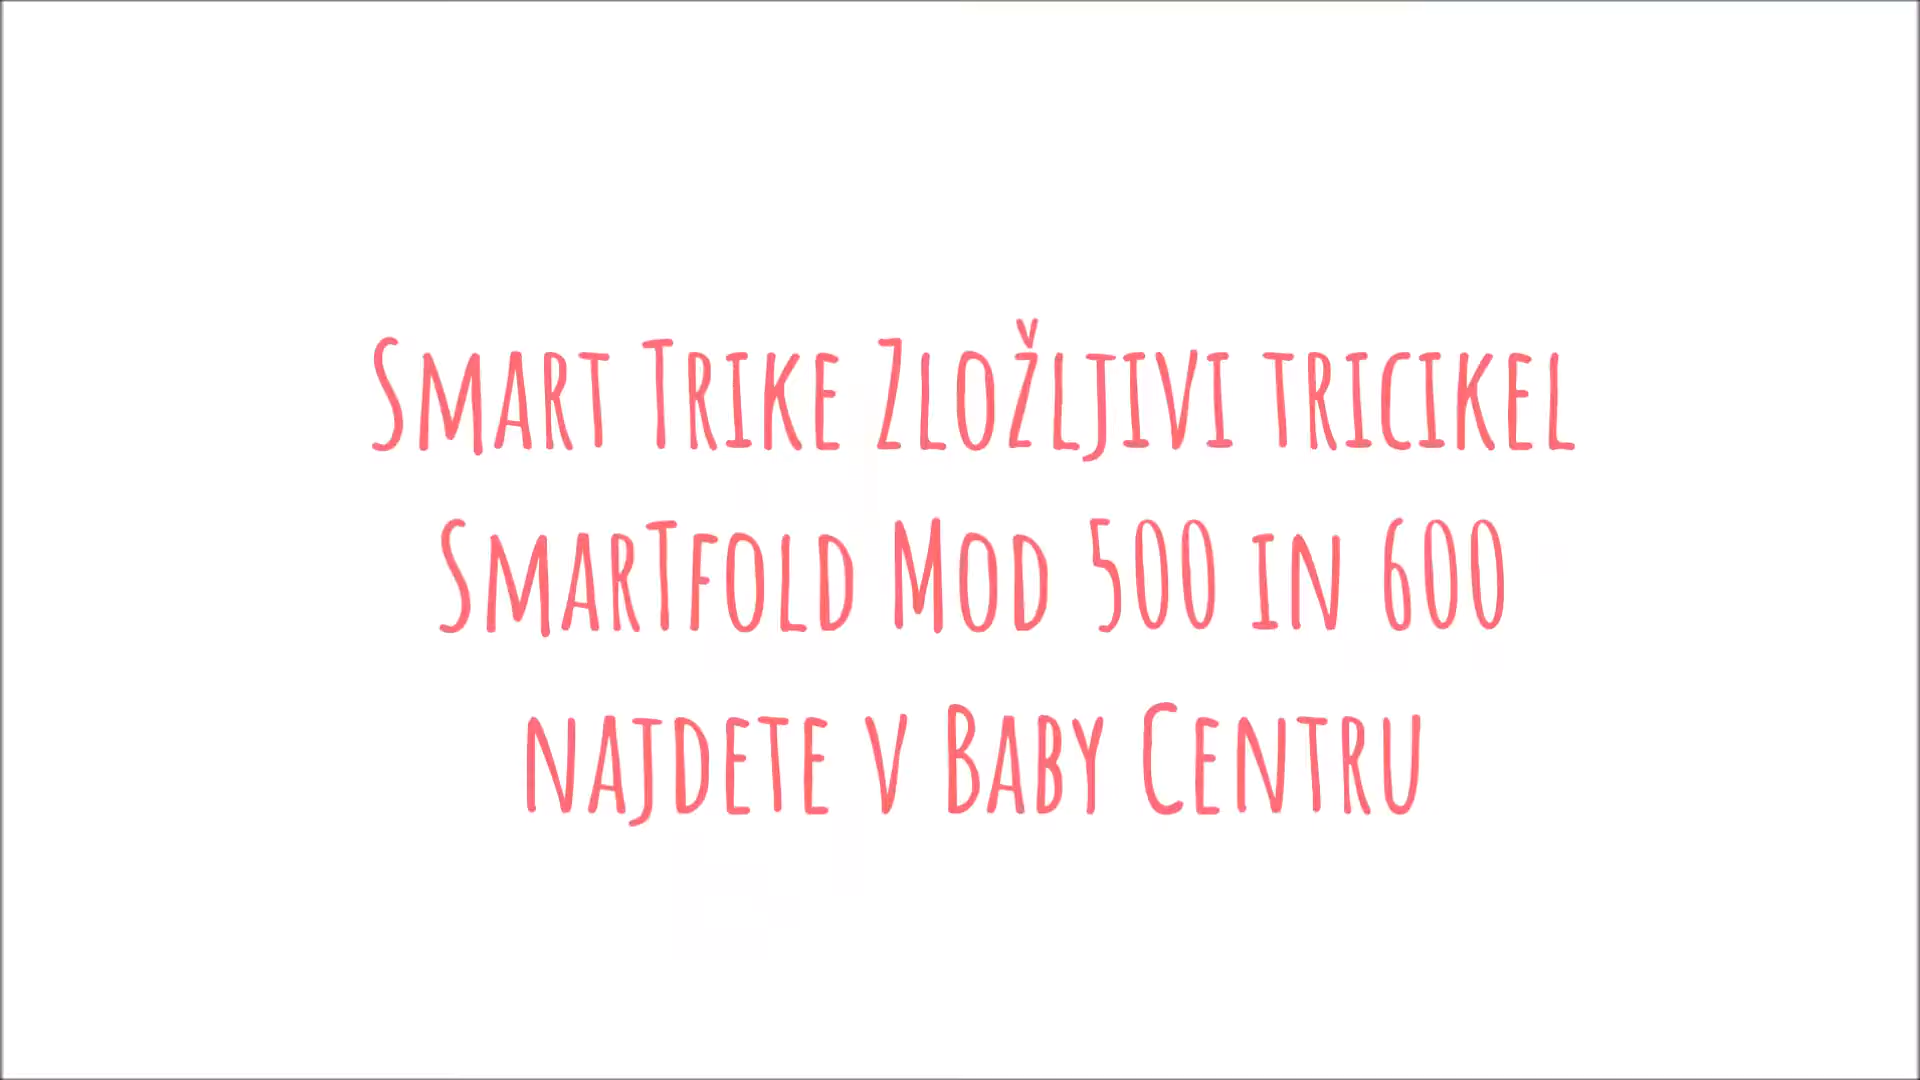 Smart Trike Zložljivi tricikel
SmarTfold Mod 500 in 600
najdete v Baby Centru